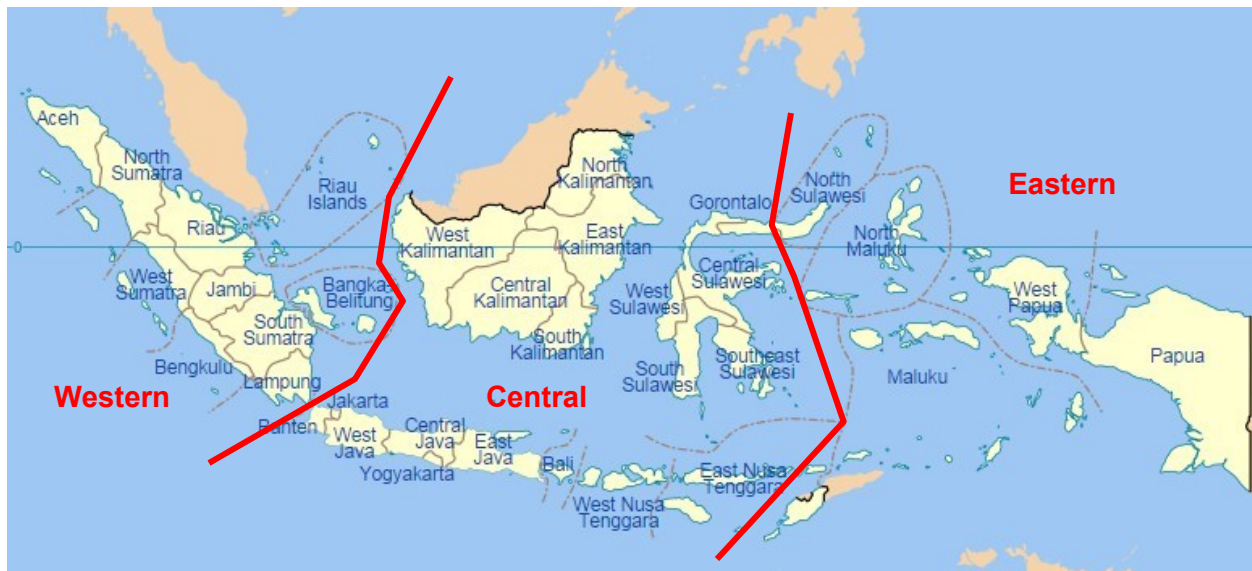 Aceh
North
Sumatra
Riau
Islands
Riau
West
Sumatra
Jambi
Bangka-
Belitung
South
Sumatra
Bengkulu
Lampung
Western
0
North
Kalimantan
West
Kalimantan
East
Kalimantan
Central
Kalimantan
South
Kalimantan
Gorontalo
Central
Sulawesi
West
Sulawesi
South
Sulawesi
Southeast
Sulawesi
Central
Jakarta
Banten
West
Java
Central
Java
Yogyakarta
East
Java
Bali
West Nusa
Tenggara
East Nusa
Tenggara
North
Sulawesi
Eastern
North
Maluku
West
Papua
Maluku
Papua